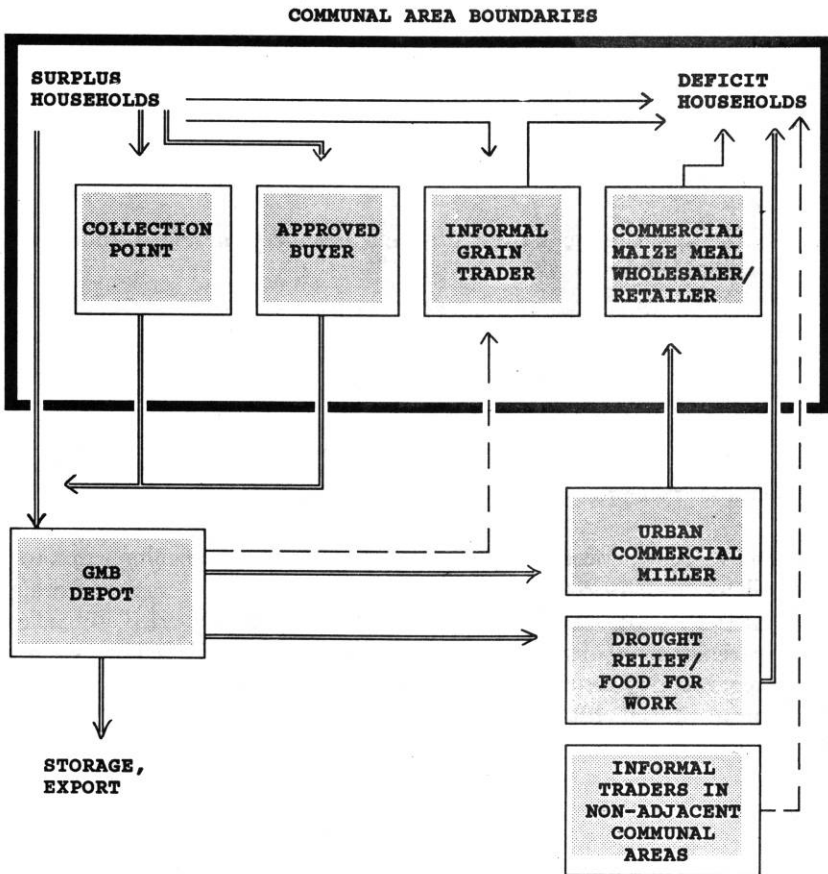 COMMUNAL AREA BOUNDARIES
SURPLUS
HOUSEHOLDS
DEFICIT
HOUSEHOLDS
COLLECTION
POINT
APPROVED
BUYER
INFORMAL
GRAIN
TRADER
COMMERCIAL
MAIZE MEAL
WHOLESALER/
RETAILER
URBAN
COMMERCIAL
MILLER
GMB
DEPOT
DROUGHT
RELIEF/
FOOD FOR
WORK
STORAGE,
EXPORT
INFORMAL
TRADERS IN
NON-ADJACENT
COMMUNAL
AREAS